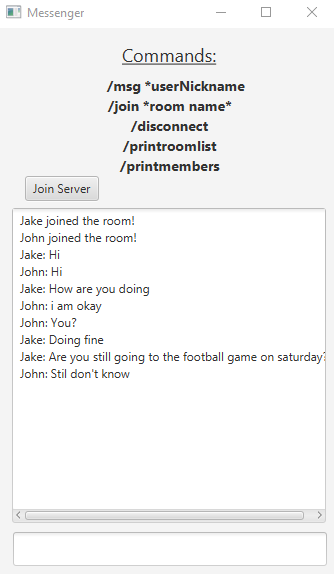 Messenger
Commands:
/msg *userNickname
/join *room name*
/disconnect
/printroomlist
/printmembers
Join Server
Jake joined the room!
John joined the room!
Jake: Hi
John: Hi
Jake: How are you doing
John: i am okay
John: You?
Jake: Doing fine
Jake: Are you still going to the football game on saturday?
John: Stil don't know